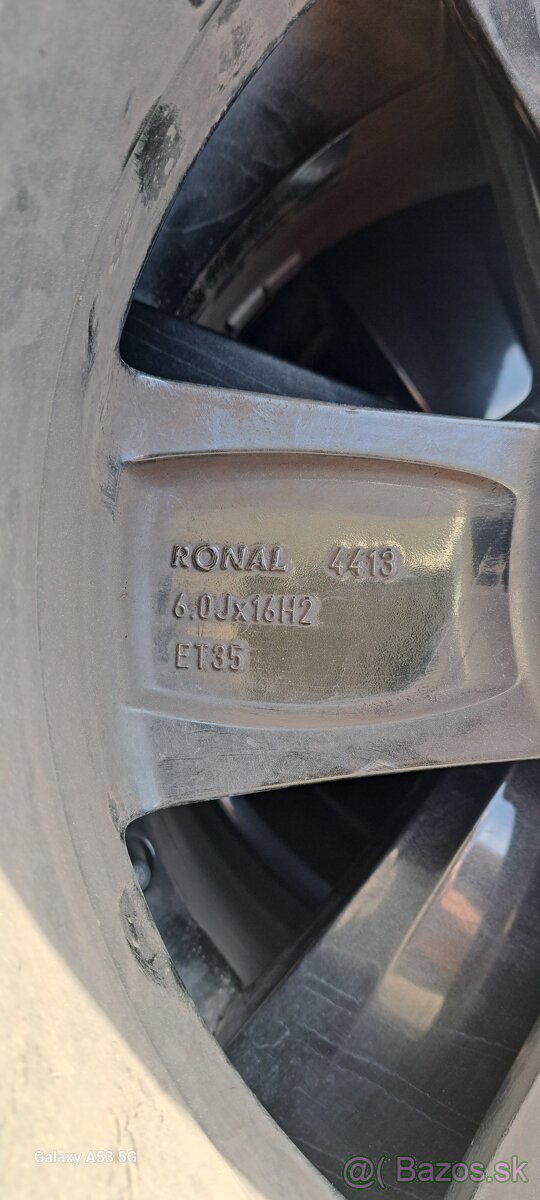 RONAL 4413
6.0Jx16H2
ET35
Galaxy A53 5G
@ Bazos.sk